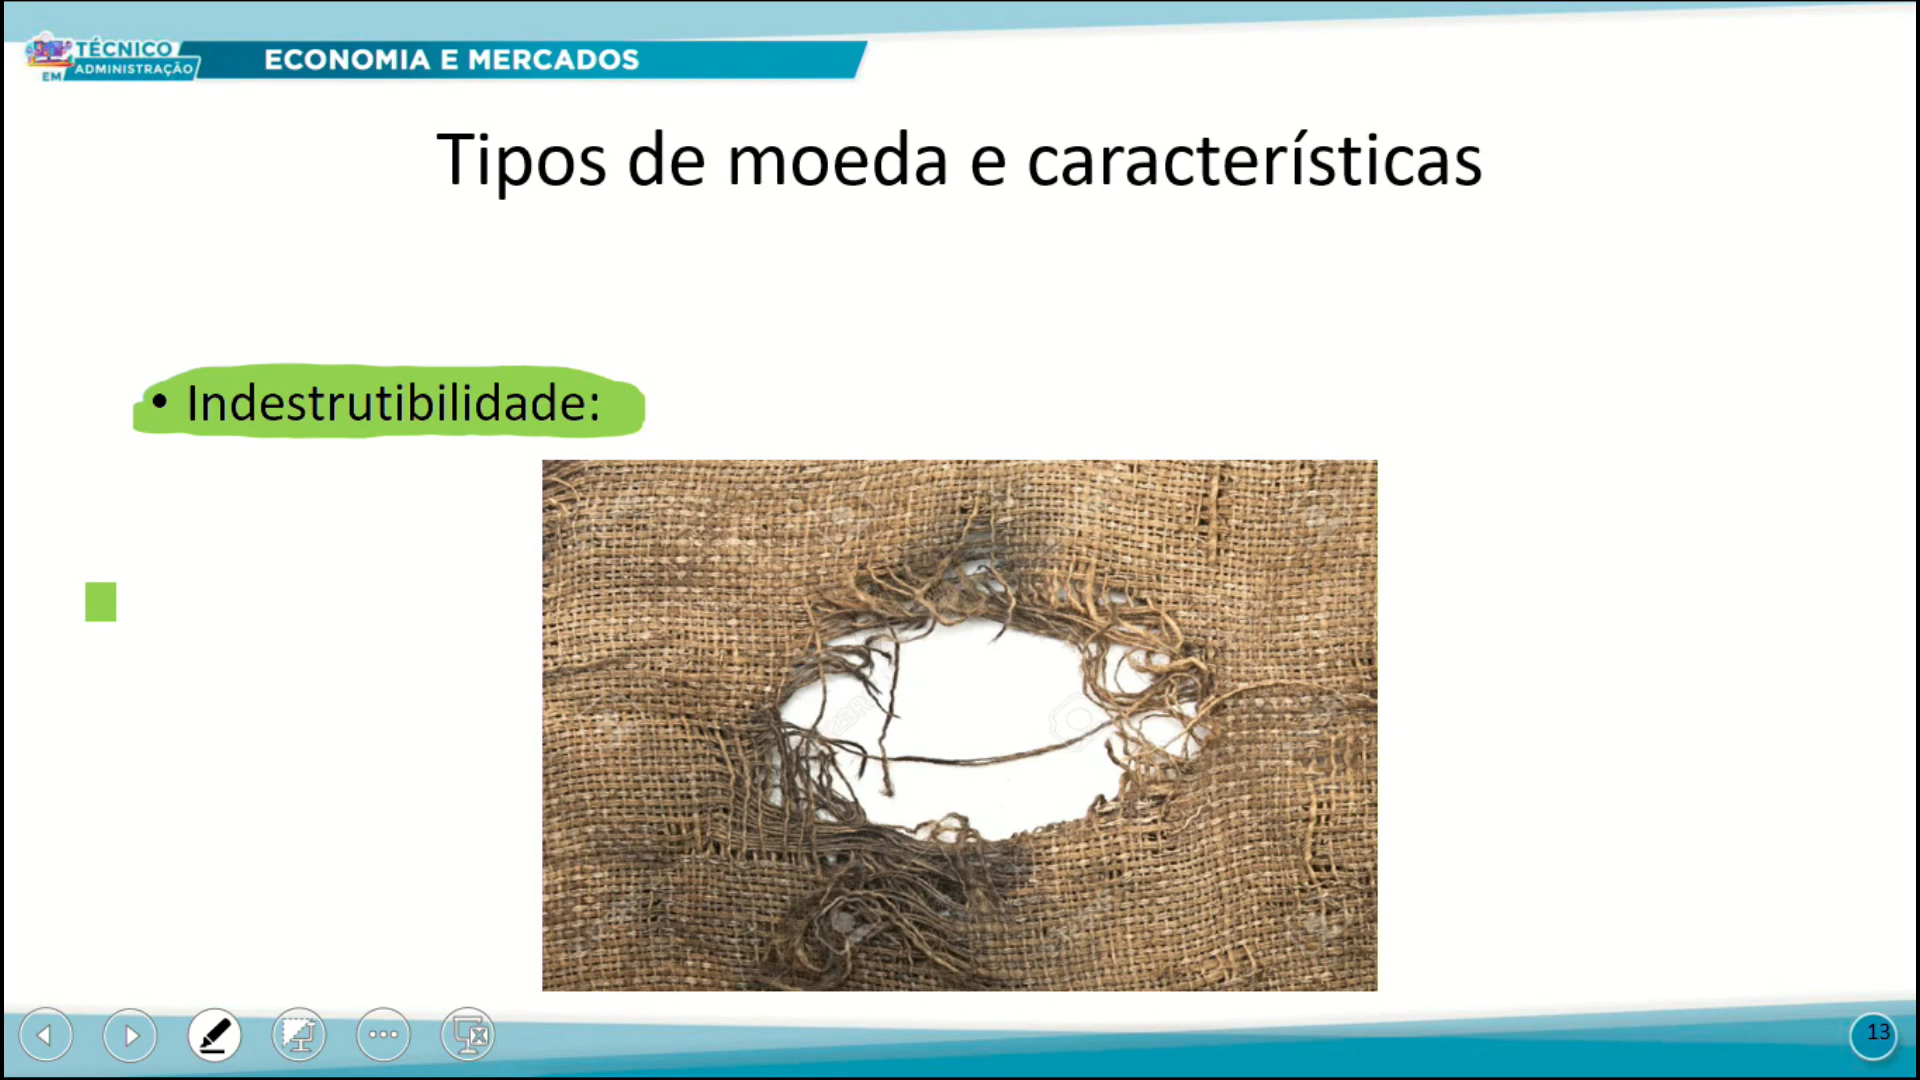 TÉCNICO
EM ADMINISTRAÇÃO
ECONOMIA E MERCADOS
Tipos de moeda e características
• Indestrutibilidade:
13